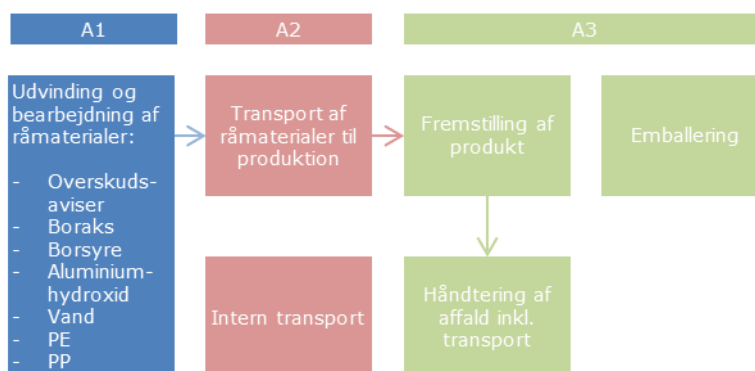 A1
A2
A3
Udvinding og
bearbejdning af
råmaterialer:
- Overskuds-
aviser
- Boraks
- Borsyre
- Aluminium-
hydroxid
- Vand
- PE
- PP
Transport af
råmaterialer til
produktion
Intern transport
Fremstilling af
produkt
Håndtering af
affald inkl.
transport
Emballering